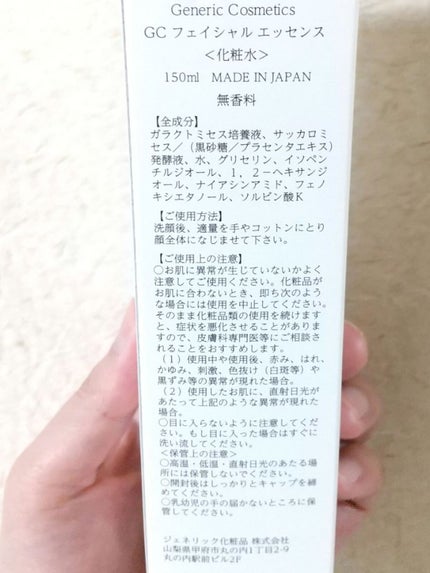 Generic Cosmetics
GC フェイシャル エッセンス
＜化粧水＞
150ml MADE IN JAPAN
無香料
【全成分】
ガラクトミセス培養液、サッカロミ
セス／（黒砂糖／プラセンタエキス）
発酵液、水、グリセリン、イソペン
チルジオール、1，2－ヘキサンジ
オール、ナイアシンアミド、フェノ
キシエタノール、ソルビン酸K
【ご使用方法】
洗顔後、適量を手やコットンにとり
顔全体になじませて下さい。
【ご使用上の注意】
○お肌に異常が生じていないかよく
注意してご使用ください。化粧品が
お肌に合わないとき、即ち次のよう
な場合には使用を中止してください。
そのまま化粧品類の使用を続けます
と、症状を悪化させることがありま
すので、皮膚科専門医等にご相談さ
れることをおすすめします。
（1）使用中や使用後、赤み、はれ、
かゆみ、刺激、色抜け（白斑等）や
黒ずみ等の異常が現れた場合。
（2）使用したお肌に、直射日光が
あたって上記のような異常が現れた
場合。
○目に入らないように注意してくだ
さい。もし目に入った場合はすぐに
洗い流してください。
＜保管上の注意＞
○高温・低温・直射日光のあたる場
所には保管しないでください。
○開封後はしっかりとキャップを締
めてください。
○乳幼児の手の届かないところに保
管してください。
ジェネリック化粧品 株式会社
山梨県甲府市丸の内1丁目2-9
丸の内駅前ビル2F